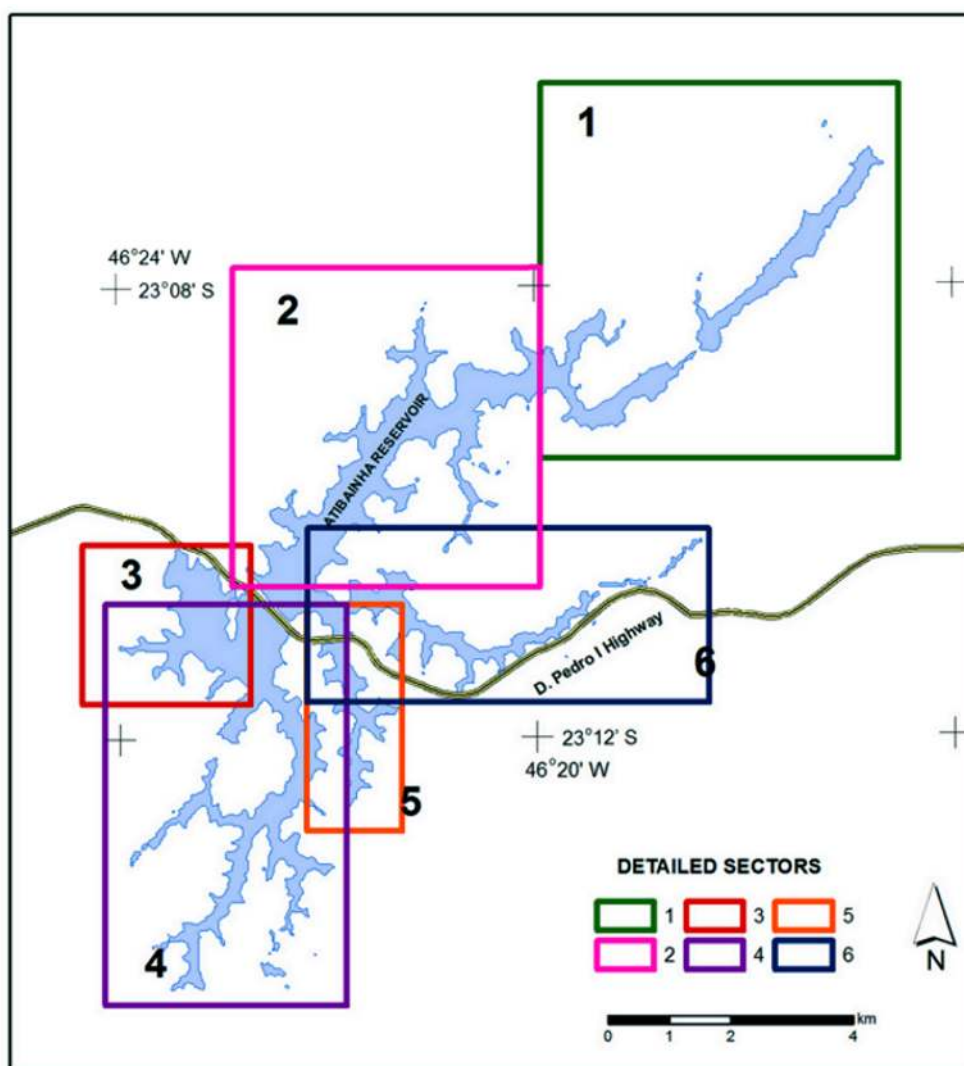 1
46°24' W
23°08' S
2
ATIBAINHA RESERVOIR
3
6
D. Pedro I Highway
23°12' S
46°20' W
5
4
DETAILED SECTORS
1 3 5
2 4 6
N
km
0 1 2 4